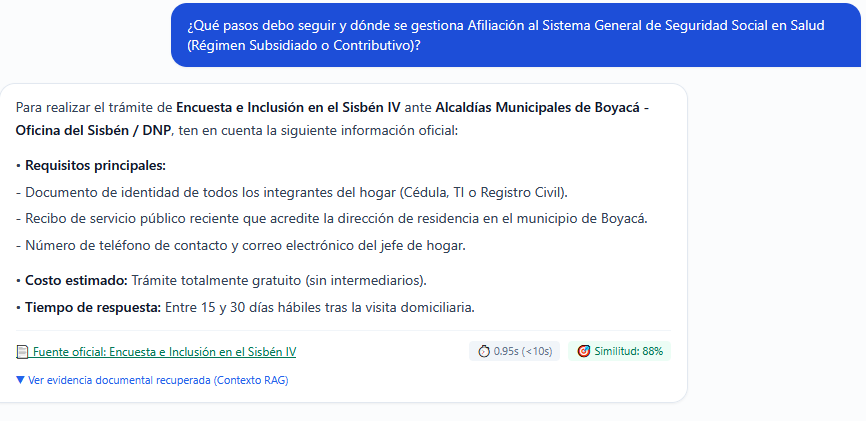 ¿Qué pasos debo seguir y dónde se gestiona Afiliación al Sistema General de Seguridad Social en Salud
(Régimen Subsidiado o Contributivo)?
Para realizar el trámite de Encuesta e Inclusión en el Sisbén IV ante Alcaldías Municipales de Boyacá -
Oficina del Sisbén / DNP, ten en cuenta la siguiente información oficial:
• Requisitos principales:
- Documento de identidad de todos los integrantes del hogar (Cédula, TI o Registro Civil).
- Recibo de servicio público reciente que acredite la dirección de residencia en el municipio de Boyacá.
- Número de teléfono de contacto y correo electrónico del jefe de hogar.
• Costo estimado: Trámite totalmente gratuito (sin intermediarios).
• Tiempo de respuesta: Entre 15 y 30 días hábiles tras la visita domiciliaria.
Fuente oficial: Encuesta e Inclusión en el Sisbén IV
0.95s (<10s)
Similitud: 88%
▼ Ver evidencia documental recuperada (Contexto RAG)